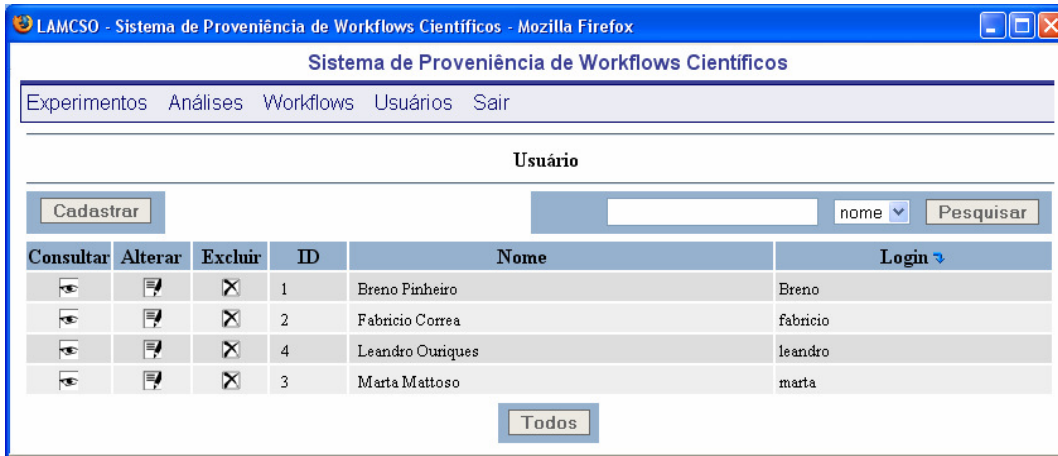 LAMCSO - Sistema de Proveniência de Workflows Científicos - Mozilla Firefox
Sistema de Proveniência de Workflows Científicos
Experimentos Análises Workflows Usuários Sair
Usuário
Cadastrar nome Pesquisar
Consultar Alterar Excluir ID Nome Login
1 Breno Pinheiro Breno
2 Fabricio Correa fabricio
4 Leandro Ouriques leandro
3 Marta Mattoso marta
Todos